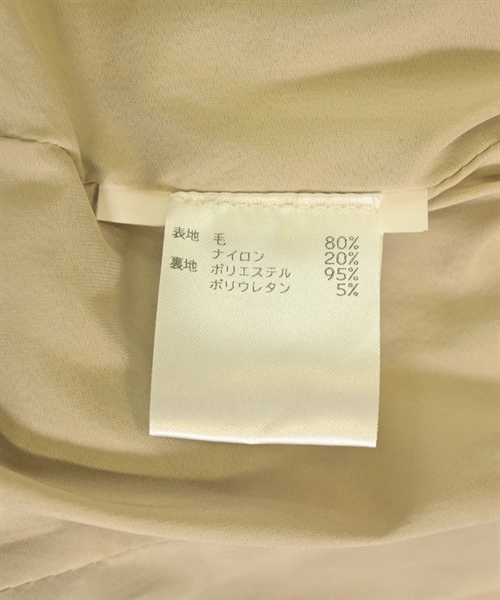 表地 毛 80%
ナイロン 20%
裏地 ポリエステル 95%
ポリウレタン 5%